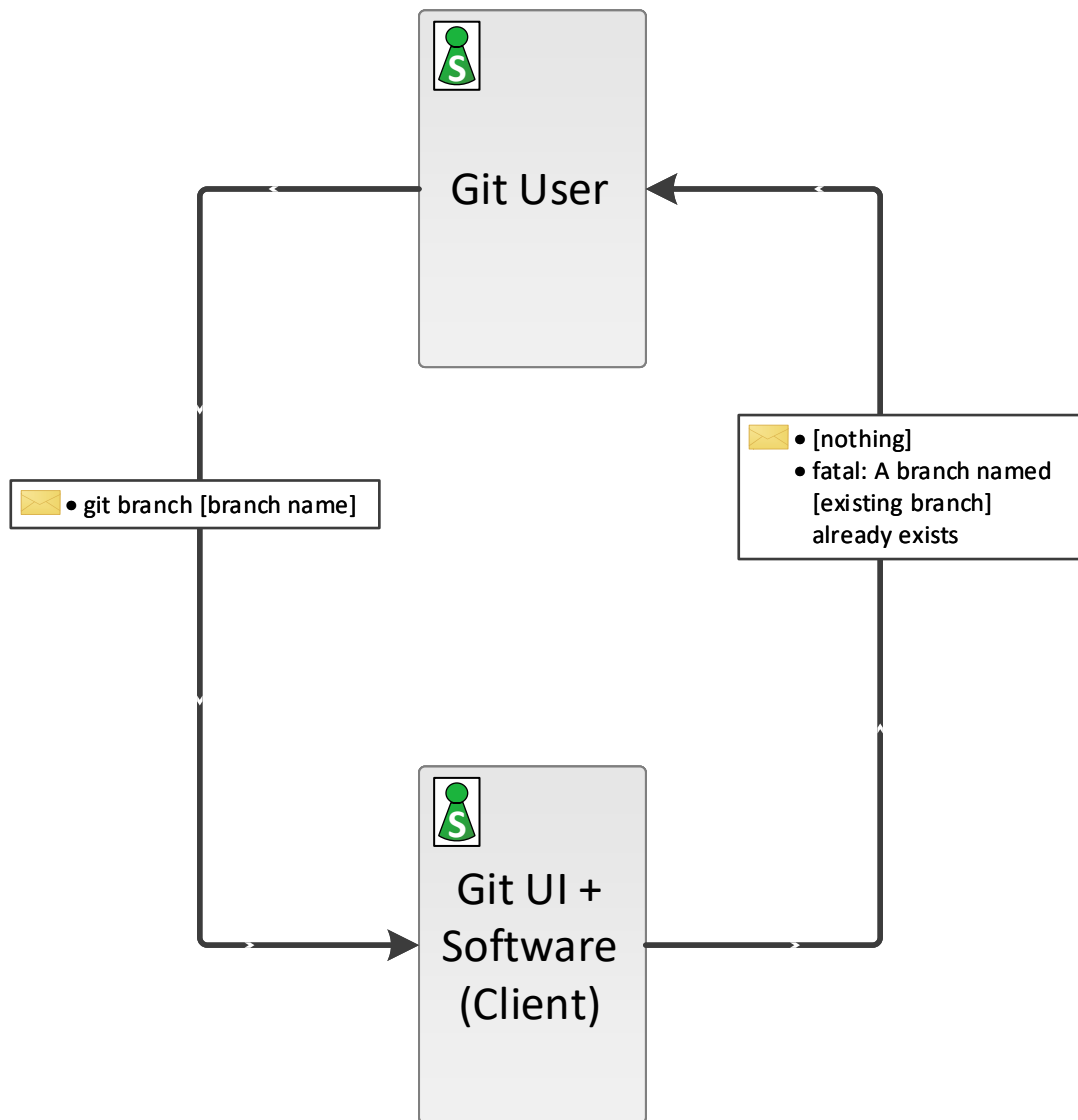 S
Git User
• [nothing]
• fatal: A branch named
[existing branch]
already exists
• git branch [branch name]
S
Git UI +
Software
(Client)